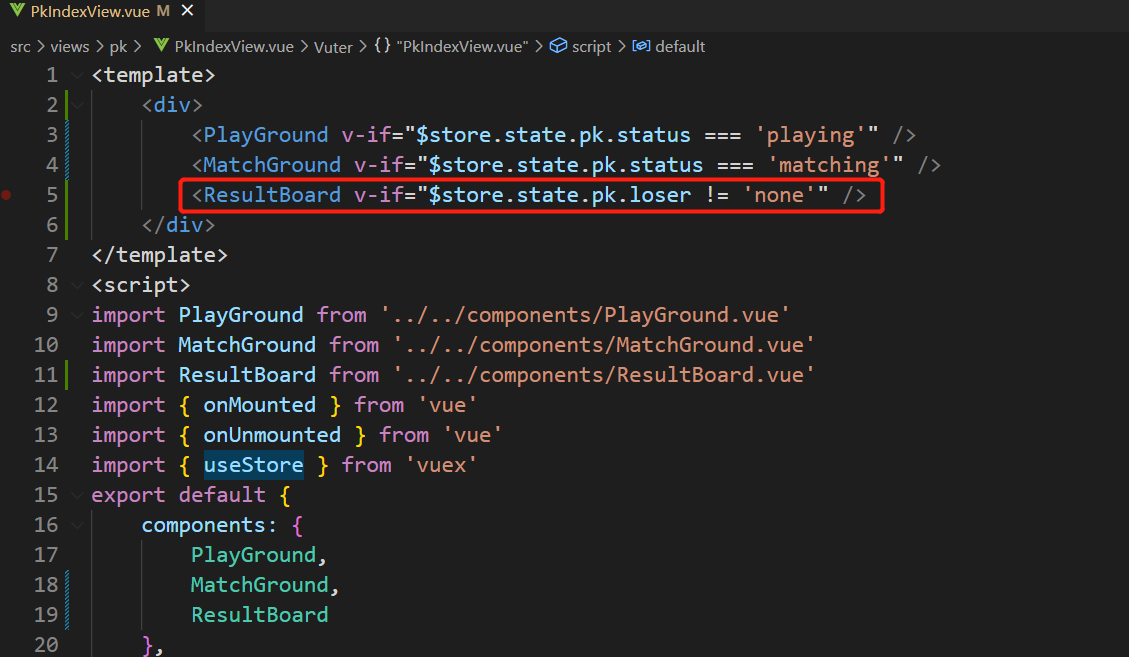 PkIndexView.vue M ×
src > views > pk > PkIndexView.vue > Vuter > {} "PkIndexView.vue" > script > default
1 <template>
2     <div>
3         <PlayGround v-if="$store.state.pk.status === 'playing'" />
4         <MatchGround v-if="$store.state.pk.status === 'matching'" />
5         <ResultBoard v-if="$store.state.pk.loser != 'none'" />
6     </div>
7 </template>
8 <script>
9 import PlayGround from '../../components/PlayGround.vue'
10 import MatchGround from '../../components/MatchGround.vue'
11 import ResultBoard from '../../components/ResultBoard.vue'
12 import { onMounted } from 'vue'
13 import { onUnmounted } from 'vue'
14 import { useStore } from 'vuex'
15 export default {
16     components: {
17         PlayGround,
18         MatchGround,
19         ResultBoard
20     },